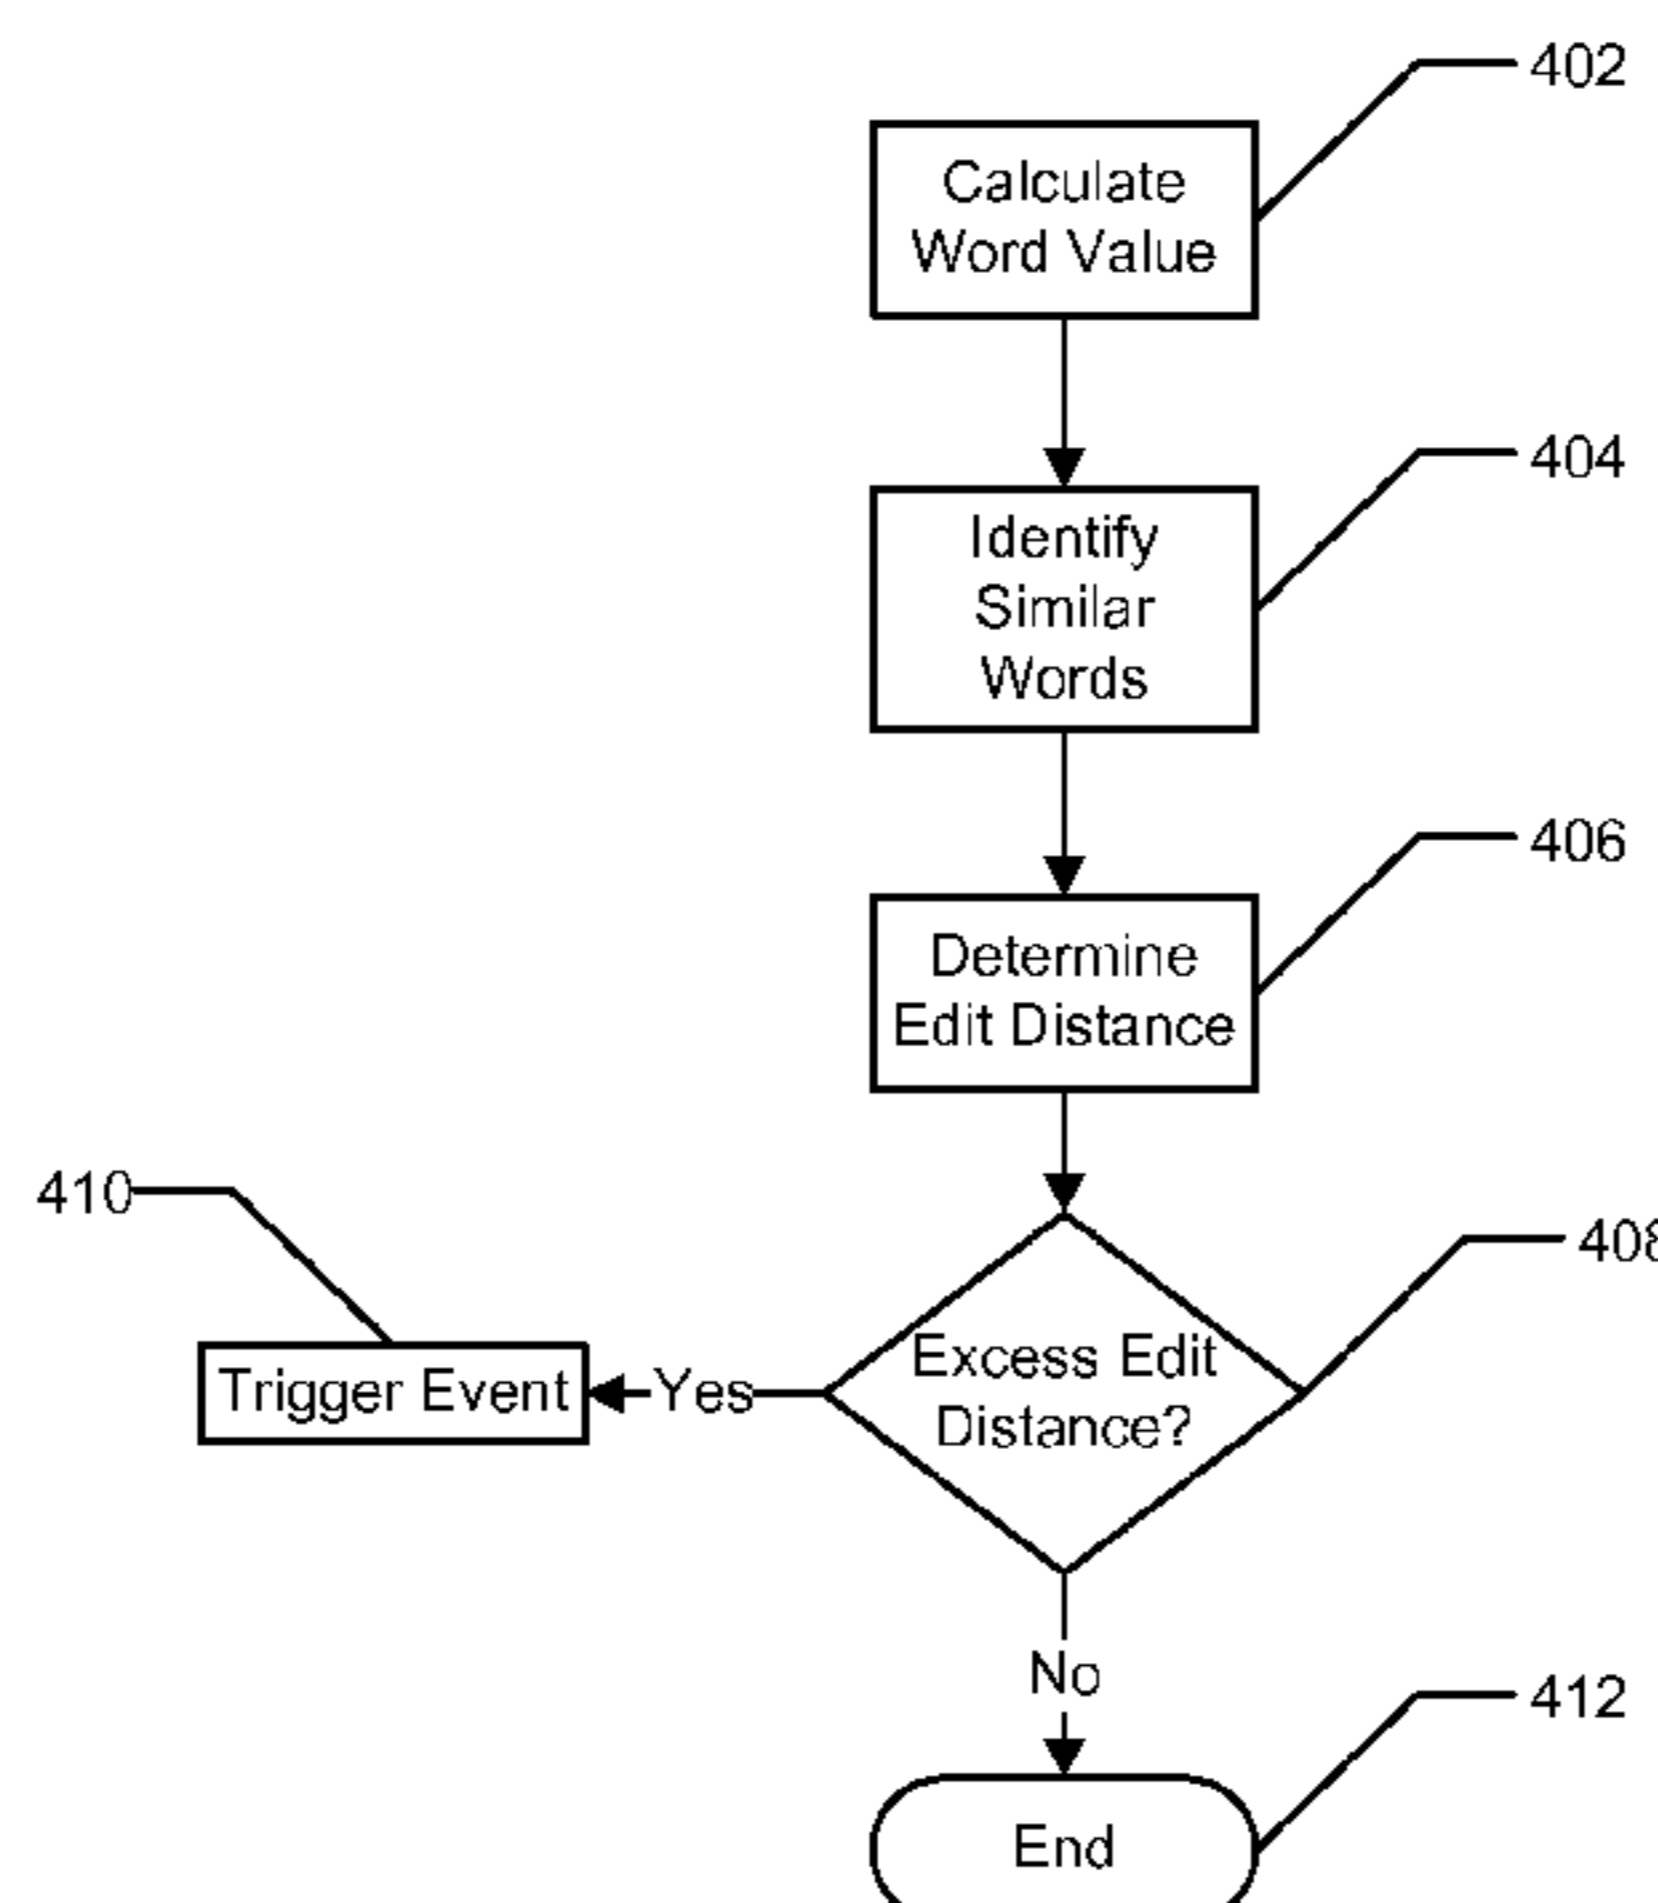 402
Calculate
Word Value
404
Identify
Similar
Words
406
Determine
Edit Distance
410
408
Trigger Event
Yes
Excess Edit
Distance?
No
412
End